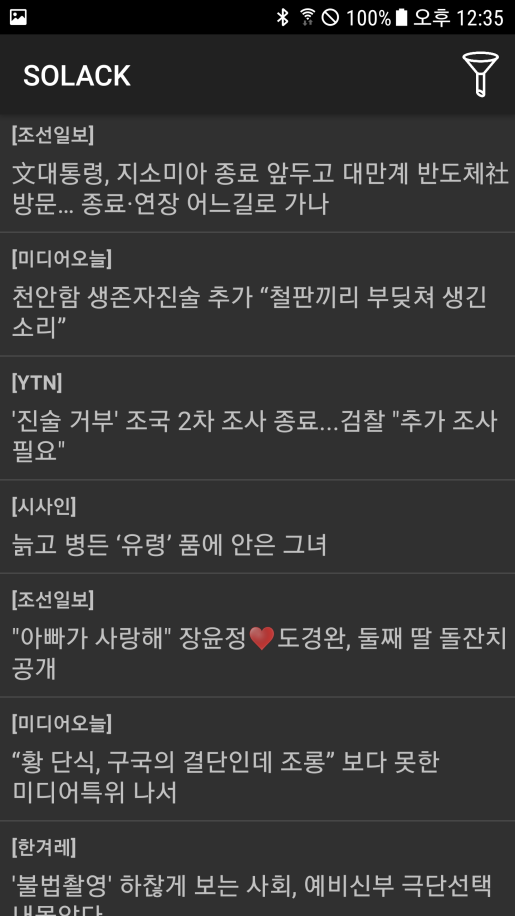 100% 오후 12:35
SOLACK
[조선일보]
文대통령, 지소미아 종료 앞두고 대만계 반도체社
방문... 종료·연장 어느길로 가나
[미디어오늘]
천안함 생존자진술 추가 “철판끼리 부딪쳐 생긴
소리”
[YTN]
'진술 거부' 조국 2차 조사 종료...검찰 "추가 조사
필요"
[시사인]
늙고 병든 ‘유령’ 품에 안은 그녀
[조선일보]
"아빠가 사랑해" 장윤정❤도경완, 둘째 딸 돌잔치
공개
[미디어오늘]
“황 단식, 구국의 결단인데 조롱” 보다 못한
미디어특위 나서
[한겨레]
'불법촬영' 하찮게 보는 사회, 예비신부 극단선택
내몰았다